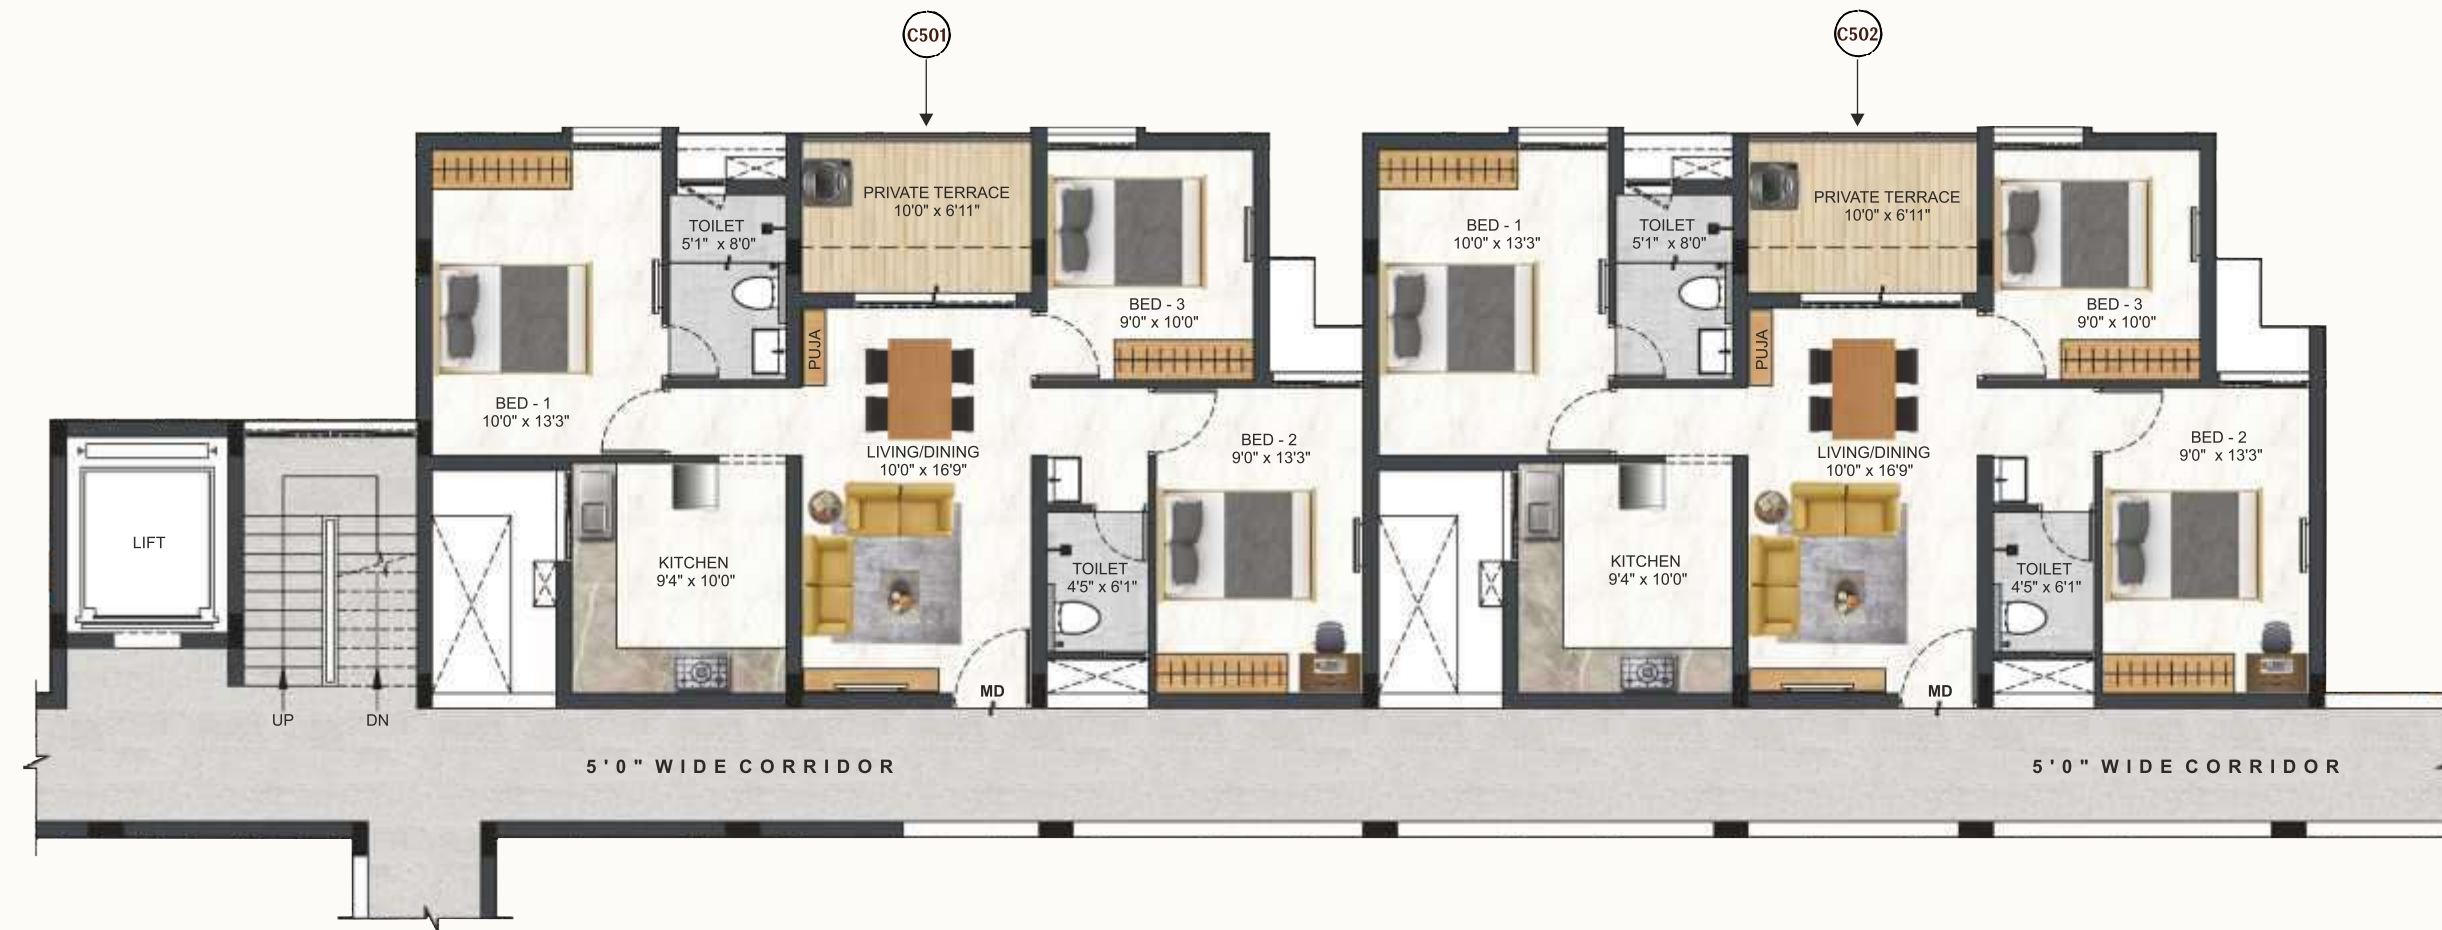 C501
C502
PRIVATE TERRACE
10'0" x 6'11"
TOILET
5'1" x 8'0"
BED - 3
9'0" x 10'0"
PUJA
BED - 1
10'0" x 13'3"
LIVING/DINING
10'0" x 16'9"
BED - 2
9'0" x 13'3"
KITCHEN
9'4" x 10'0"
TOILET
4'5" x 6'1"
MD
LIFT
UP
DN
PRIVATE TERRACE
10'0" x 6'11"
BED - 1
10'0" x 13'3"
TOILET
5'1" x 8'0"
BED - 3
9'0" x 10'0"
PUJA
LIVING/DINING
10'0" x 16'9"
BED - 2
9'0" x 13'3"
KITCHEN
9'4" x 10'0"
TOILET
4'5" x 6'1"
MD
5'0" WIDE CORRIDOR
5'0" WIDE CORRIDOR